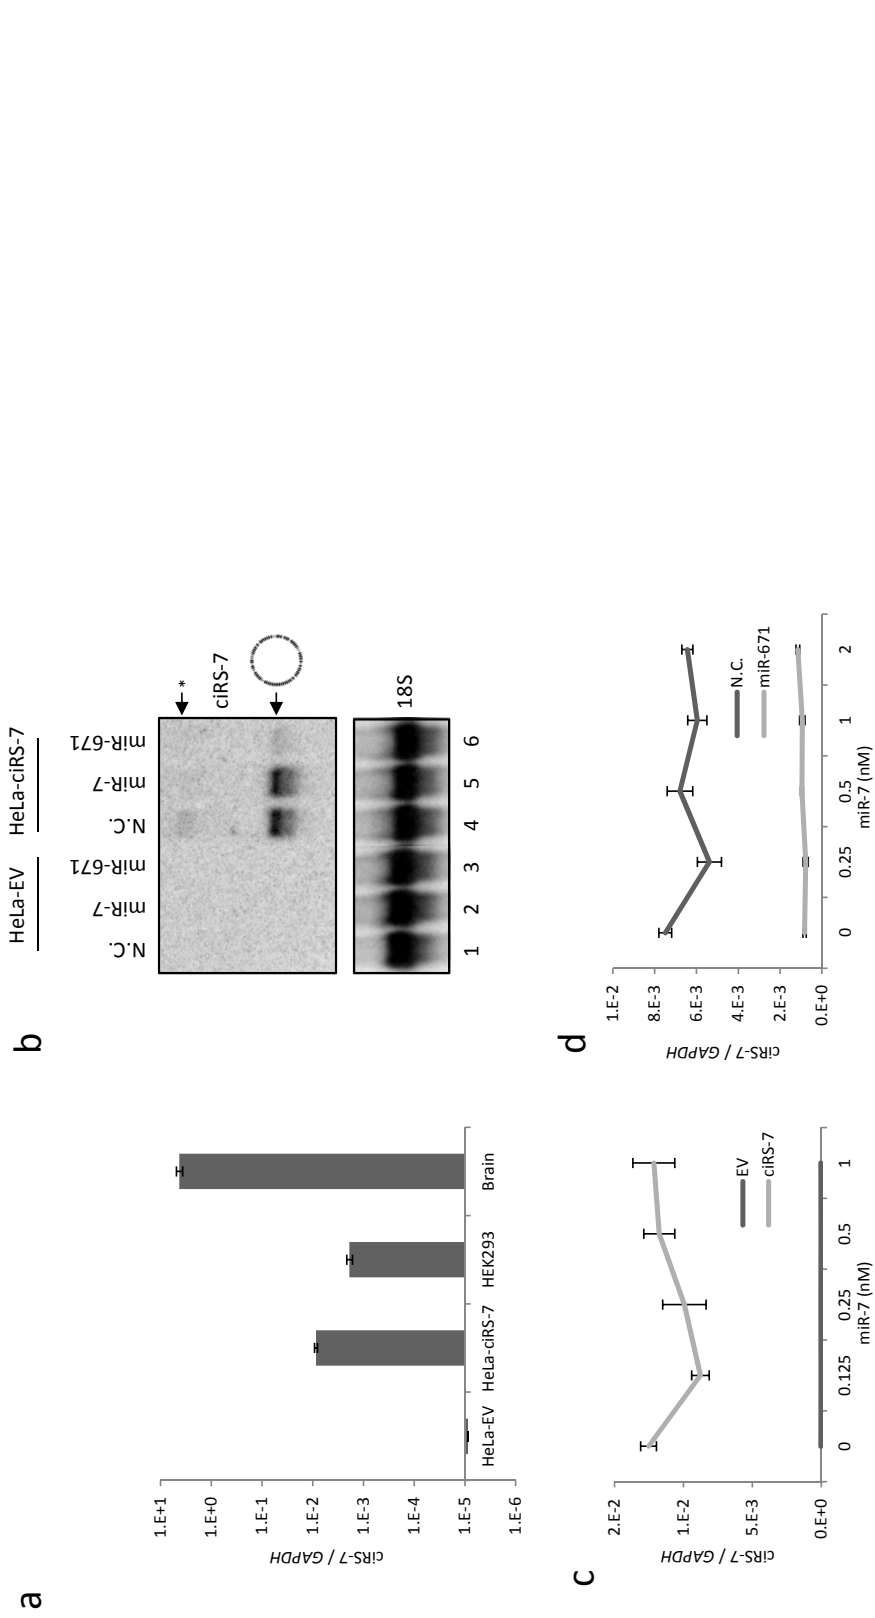 a
1.E+1
1.E+0
1.E-1
1.E-2
1.E-3
1.E-4
1.E-5
1.E-6
ciRS-7 / GAPDH
HeLa-EV
HeLa-ciRS-7
HEK293
Brain
b
HeLa-EV
HeLa-ciRS-7
N.C.
miR-7
miR-671
N.C.
miR-7
miR-671
*
ciRS-7
18S
1 2 3 4 5 6
c
2.E-2
1.E-2
5.E-3
0.E+0
ciRS-7 / GAPDH
EV
ciRS-7
0 0.125 0.25 0.5 1
miR-7 (nM)
d
1.E-2
8.E-3
6.E-3
4.E-3
2.E-3
0.E+0
ciRS-7 / GAPDH
N.C.
miR-671
0 0.25 0.5 1 2
miR-7 (nM)